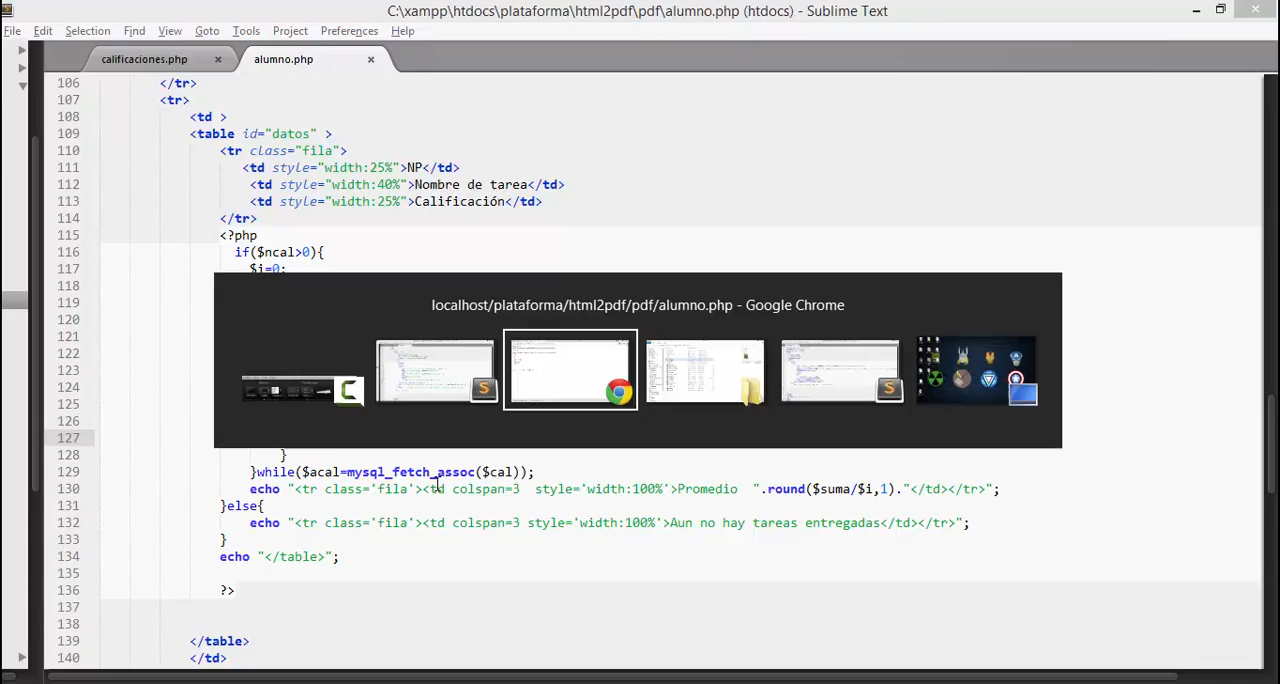 C:\xampp\htdocs\plataforma\html2pdf\pdf\alumno.php (htdocs) - Sublime Text
File Edit Selection Find View Goto Tools Project Preferences Help
calificaciones.php × alumno.php ×
106 </tr>
107 <tr>
108 <td >
109 <table id="datos" >
110 <tr class="fila">
111 <td style="width:25%">NP</td>
112 <td style="width:40%">Nombre de tarea</td>
113 <td style="width:25%">Calificación</td>
114 </tr>
115 <?php
116 if($ncal>0){
117 $i=0;
118
119
120
121
122
123
124
125
126
127
localhost/plataforma/html2pdf/pdf/alumno.php - Google Chrome
128 }
129 }while($acal=mysql_fetch_assoc($cal));
130 echo "<tr class='fila'><td colspan=3  style='width:100%'>Promedio  ".round($suma/$i,1)."</td></tr>";
131 }else{
132 echo "<tr class='fila'><td colspan=3 style='width:100%'>Aun no hay tareas entregadas</td></tr>";
133 }
134 echo "</table>";
135
136 ?>
137
138
139 </table>
140 </td>